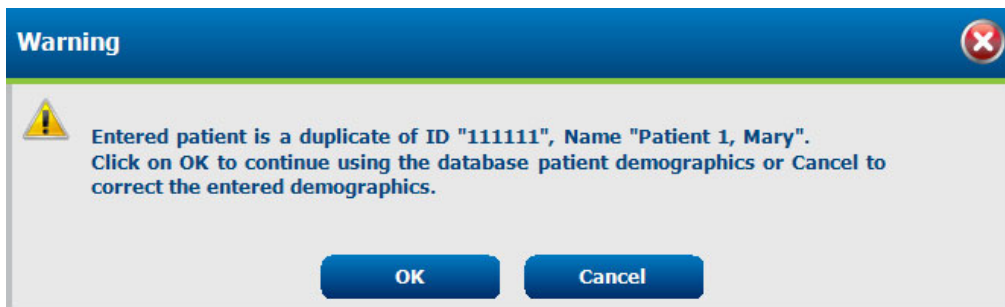 Warning
Entered patient is a duplicate of ID "111111", Name "Patient 1, Mary".
Click on OK to continue using the database patient demographics or Cancel to
correct the entered demographics.
OK
Cancel